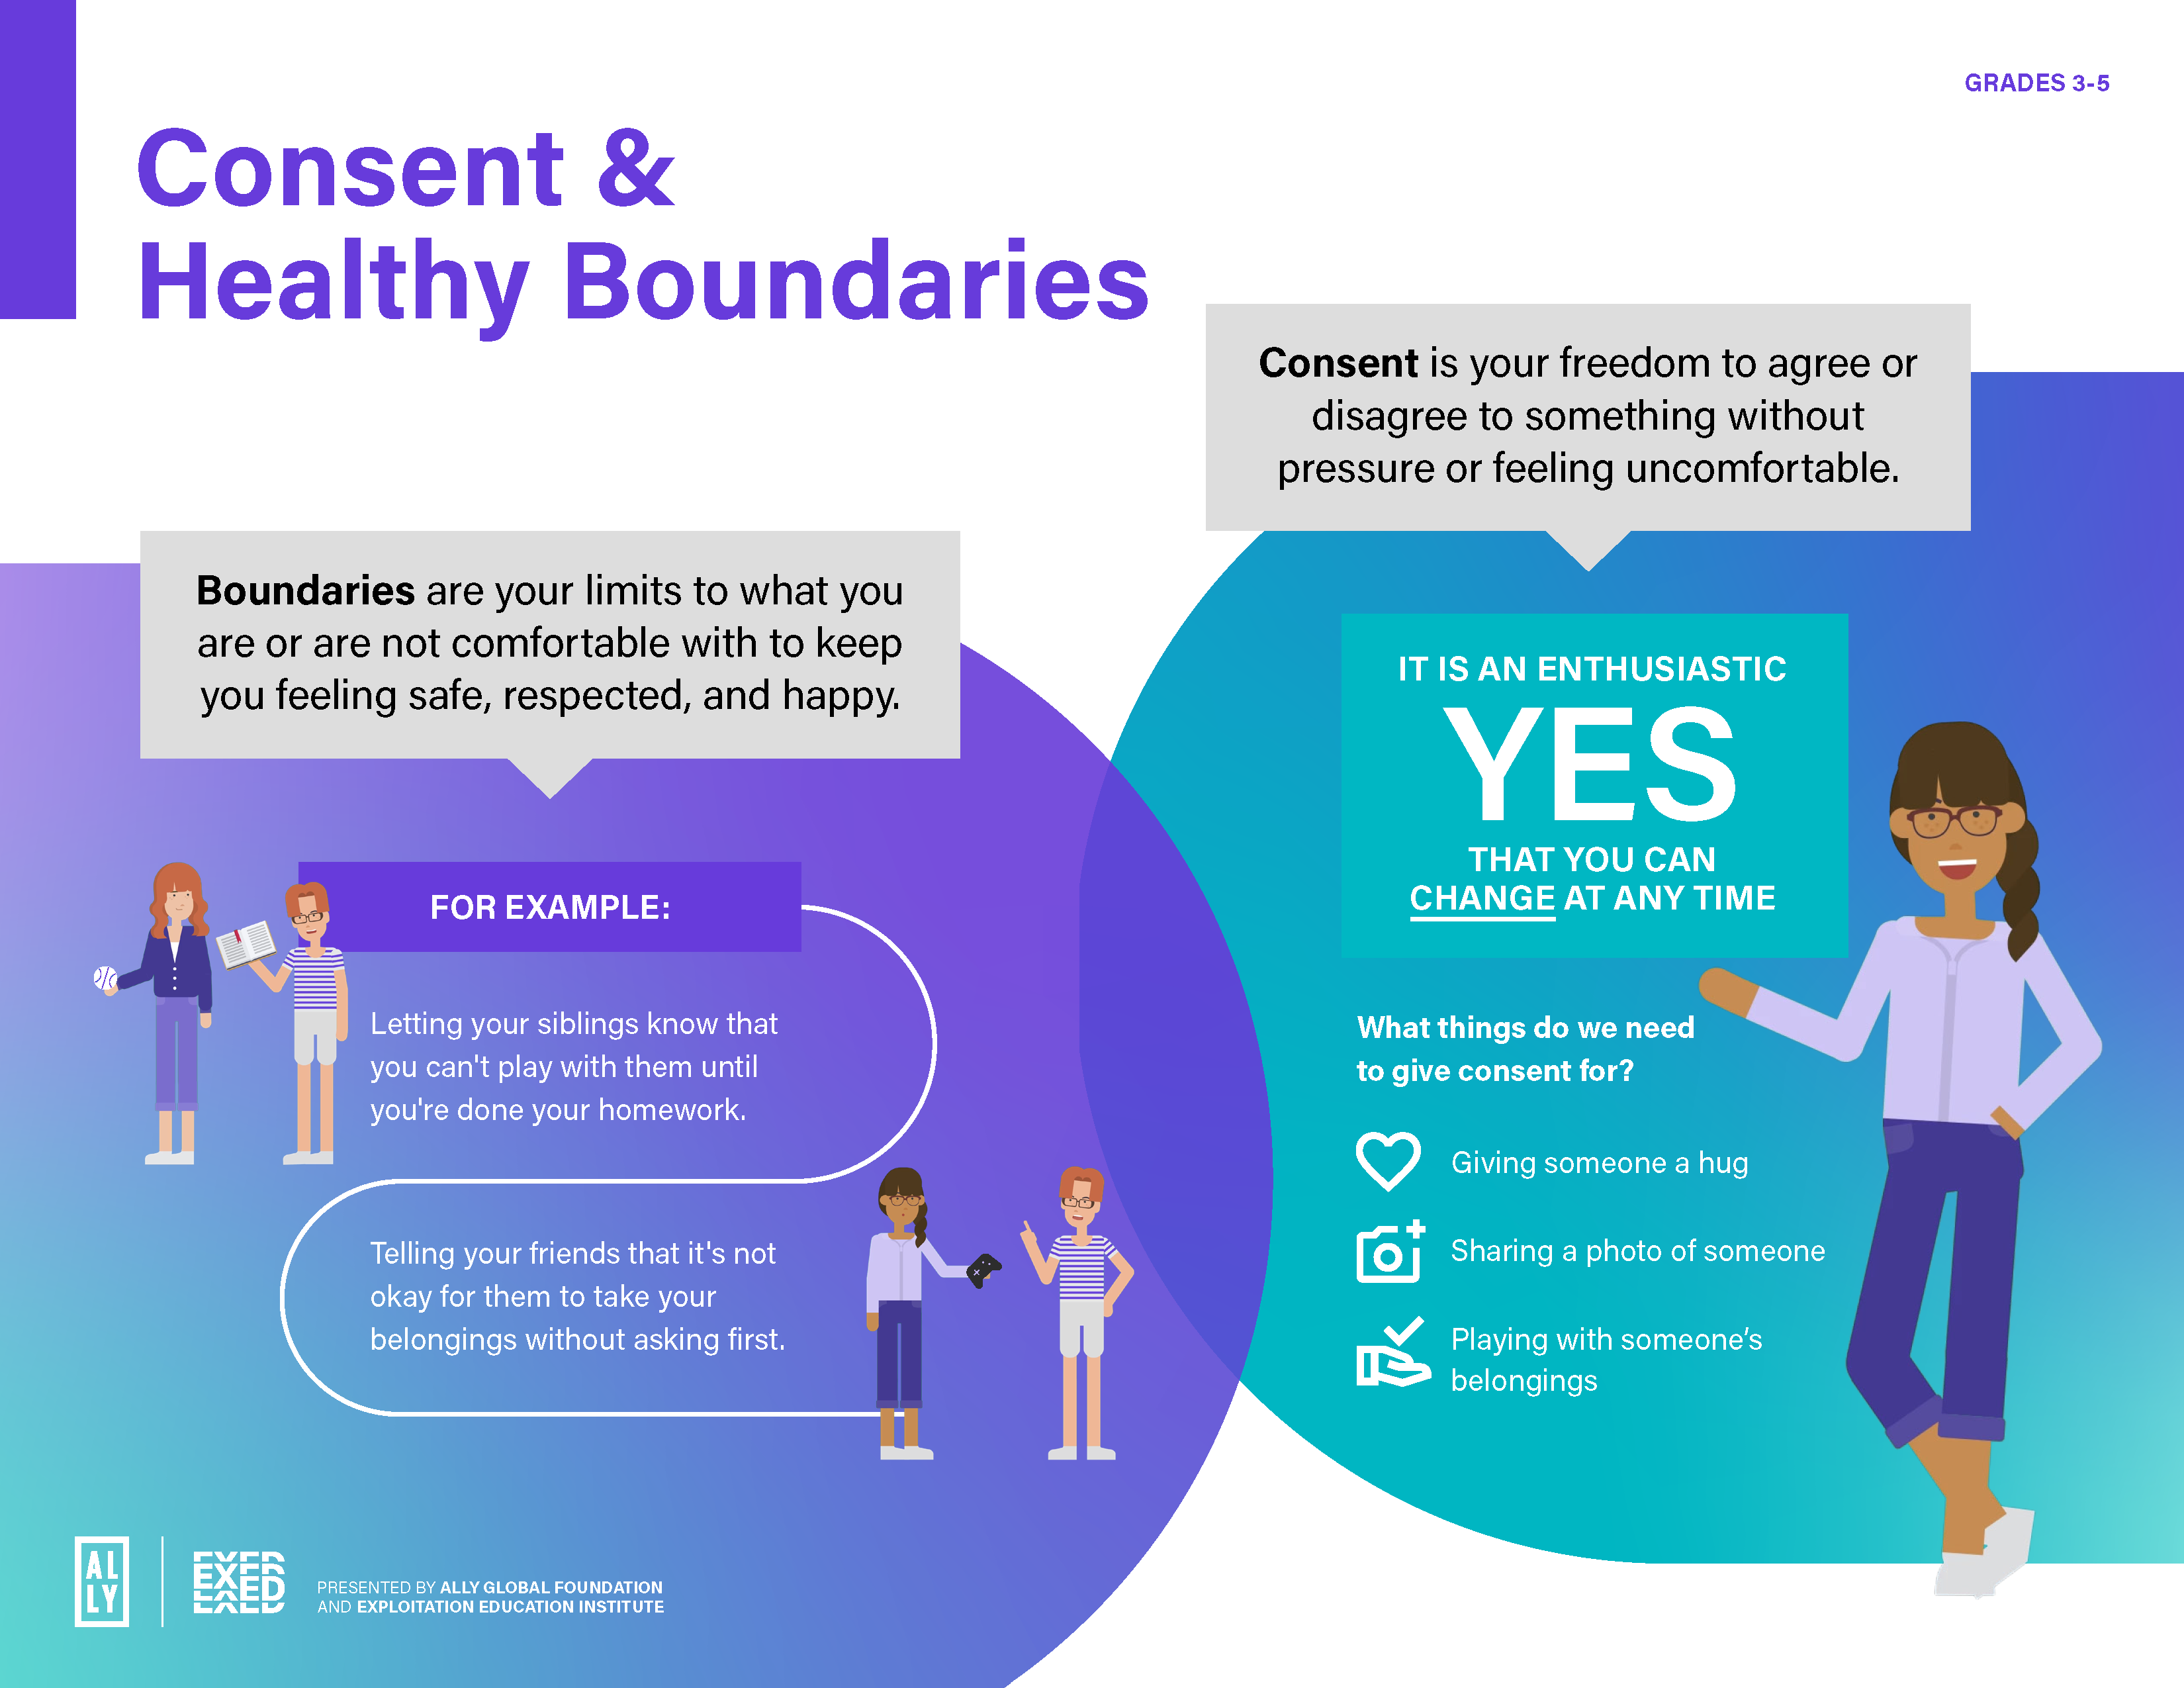 GRADES 3-5
Consent &
Healthy Boundaries
Consent is your freedom to agree or
disagree to something without
pressure or feeling uncomfortable.
Boundaries are your limits to what you
are or are not comfortable with to keep
you feeling safe, respected, and happy.
FOR EXAMPLE:
Letting your siblings know that
you can't play with them until
you're done your homework.
Telling your friends that it's not
okay for them to take your
belongings without asking first.
IT IS AN ENTHUSIASTIC
YES
THAT YOU CAN
CHANGE AT ANY TIME
What things do we need
to give consent for?
Giving someone a hug
Sharing a photo of someone
Playing with someone’s
belongings
AL
LY
EXED
EXED
EXED
PRESENTED BY ALLY GLOBAL FOUNDATION
AND EXPLOITATION EDUCATION INSTITUTE